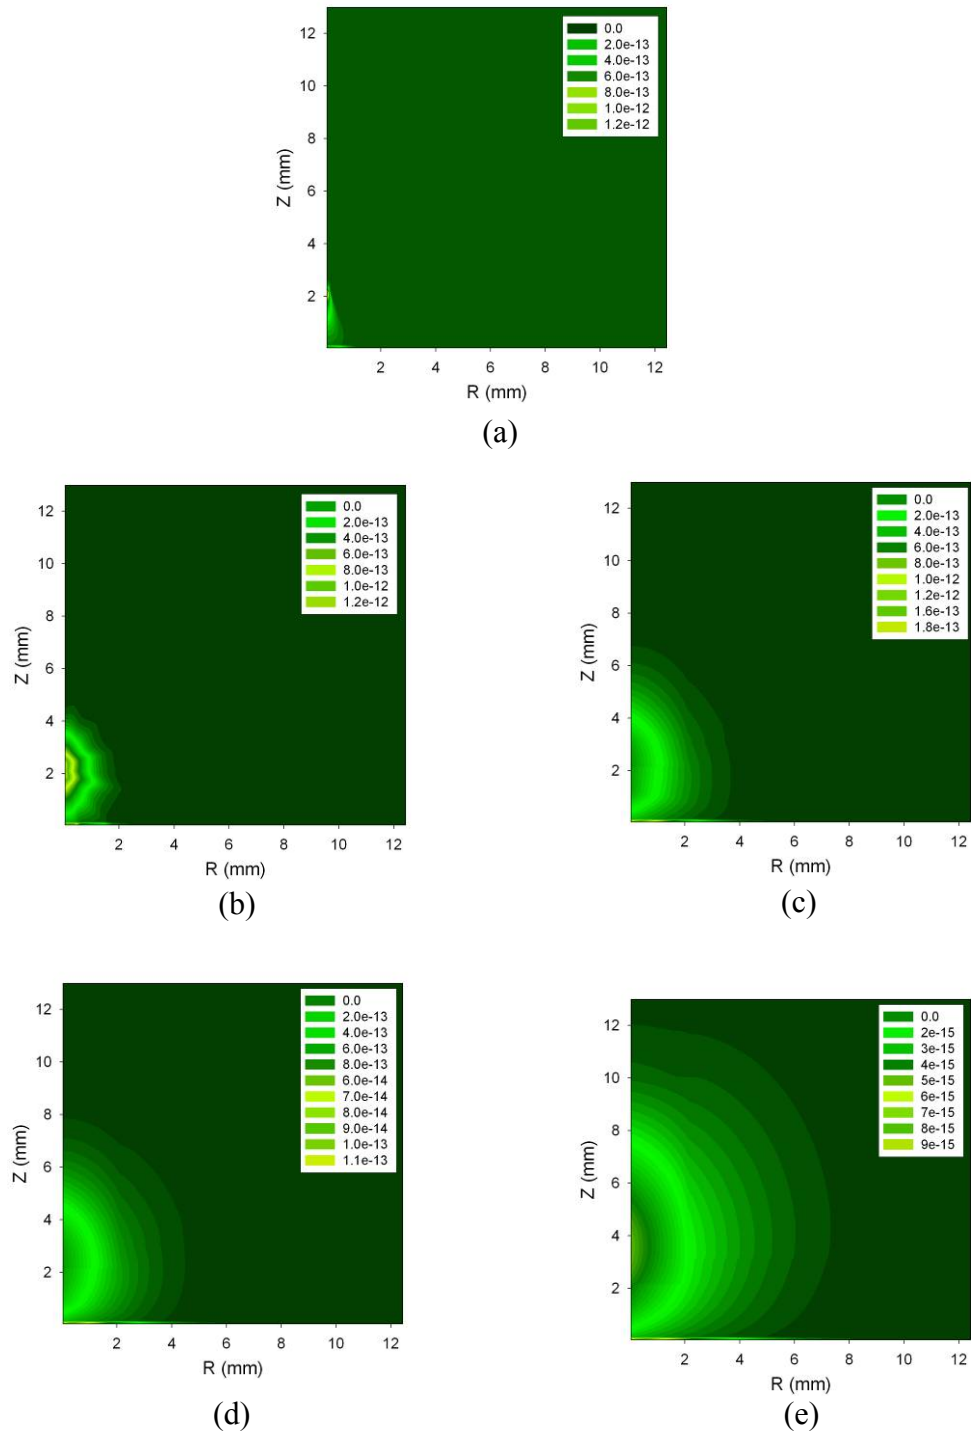 12
10
8
6
4
2
Z (mm)
0.0
2.0e-13
4.0e-13
6.0e-13
8.0e-13
1.0e-12
1.2e-12
2 4 6 8 10 12
R (mm)
(a)
12
10
8
6
4
2
Z (mm)
0.0
2.0e-13
4.0e-13
6.0e-13
8.0e-13
1.0e-12
1.2e-12
2 4 6 8 10 12
R (mm)
(b)
12
10
8
6
4
2
Z (mm)
0.0
2.0e-13
4.0e-13
6.0e-13
8.0e-13
1.0e-12
1.2e-12
1.6e-13
1.8e-13
2 4 6 8 10 12
R (mm)
(c)
12
10
8
6
4
2
Z (mm)
0.0
2.0e-13
4.0e-13
6.0e-13
8.0e-13
6.0e-14
7.0e-14
8.0e-14
9.0e-14
1.0e-13
1.1e-13
2 4 6 8 10 12
R (mm)
(d)
12
10
8
6
4
2
Z (mm)
0.0
2e-15
3e-15
4e-15
5e-15
6e-15
7e-15
8e-15
9e-15
2 4 6 8 10 12
R (mm)
(e)